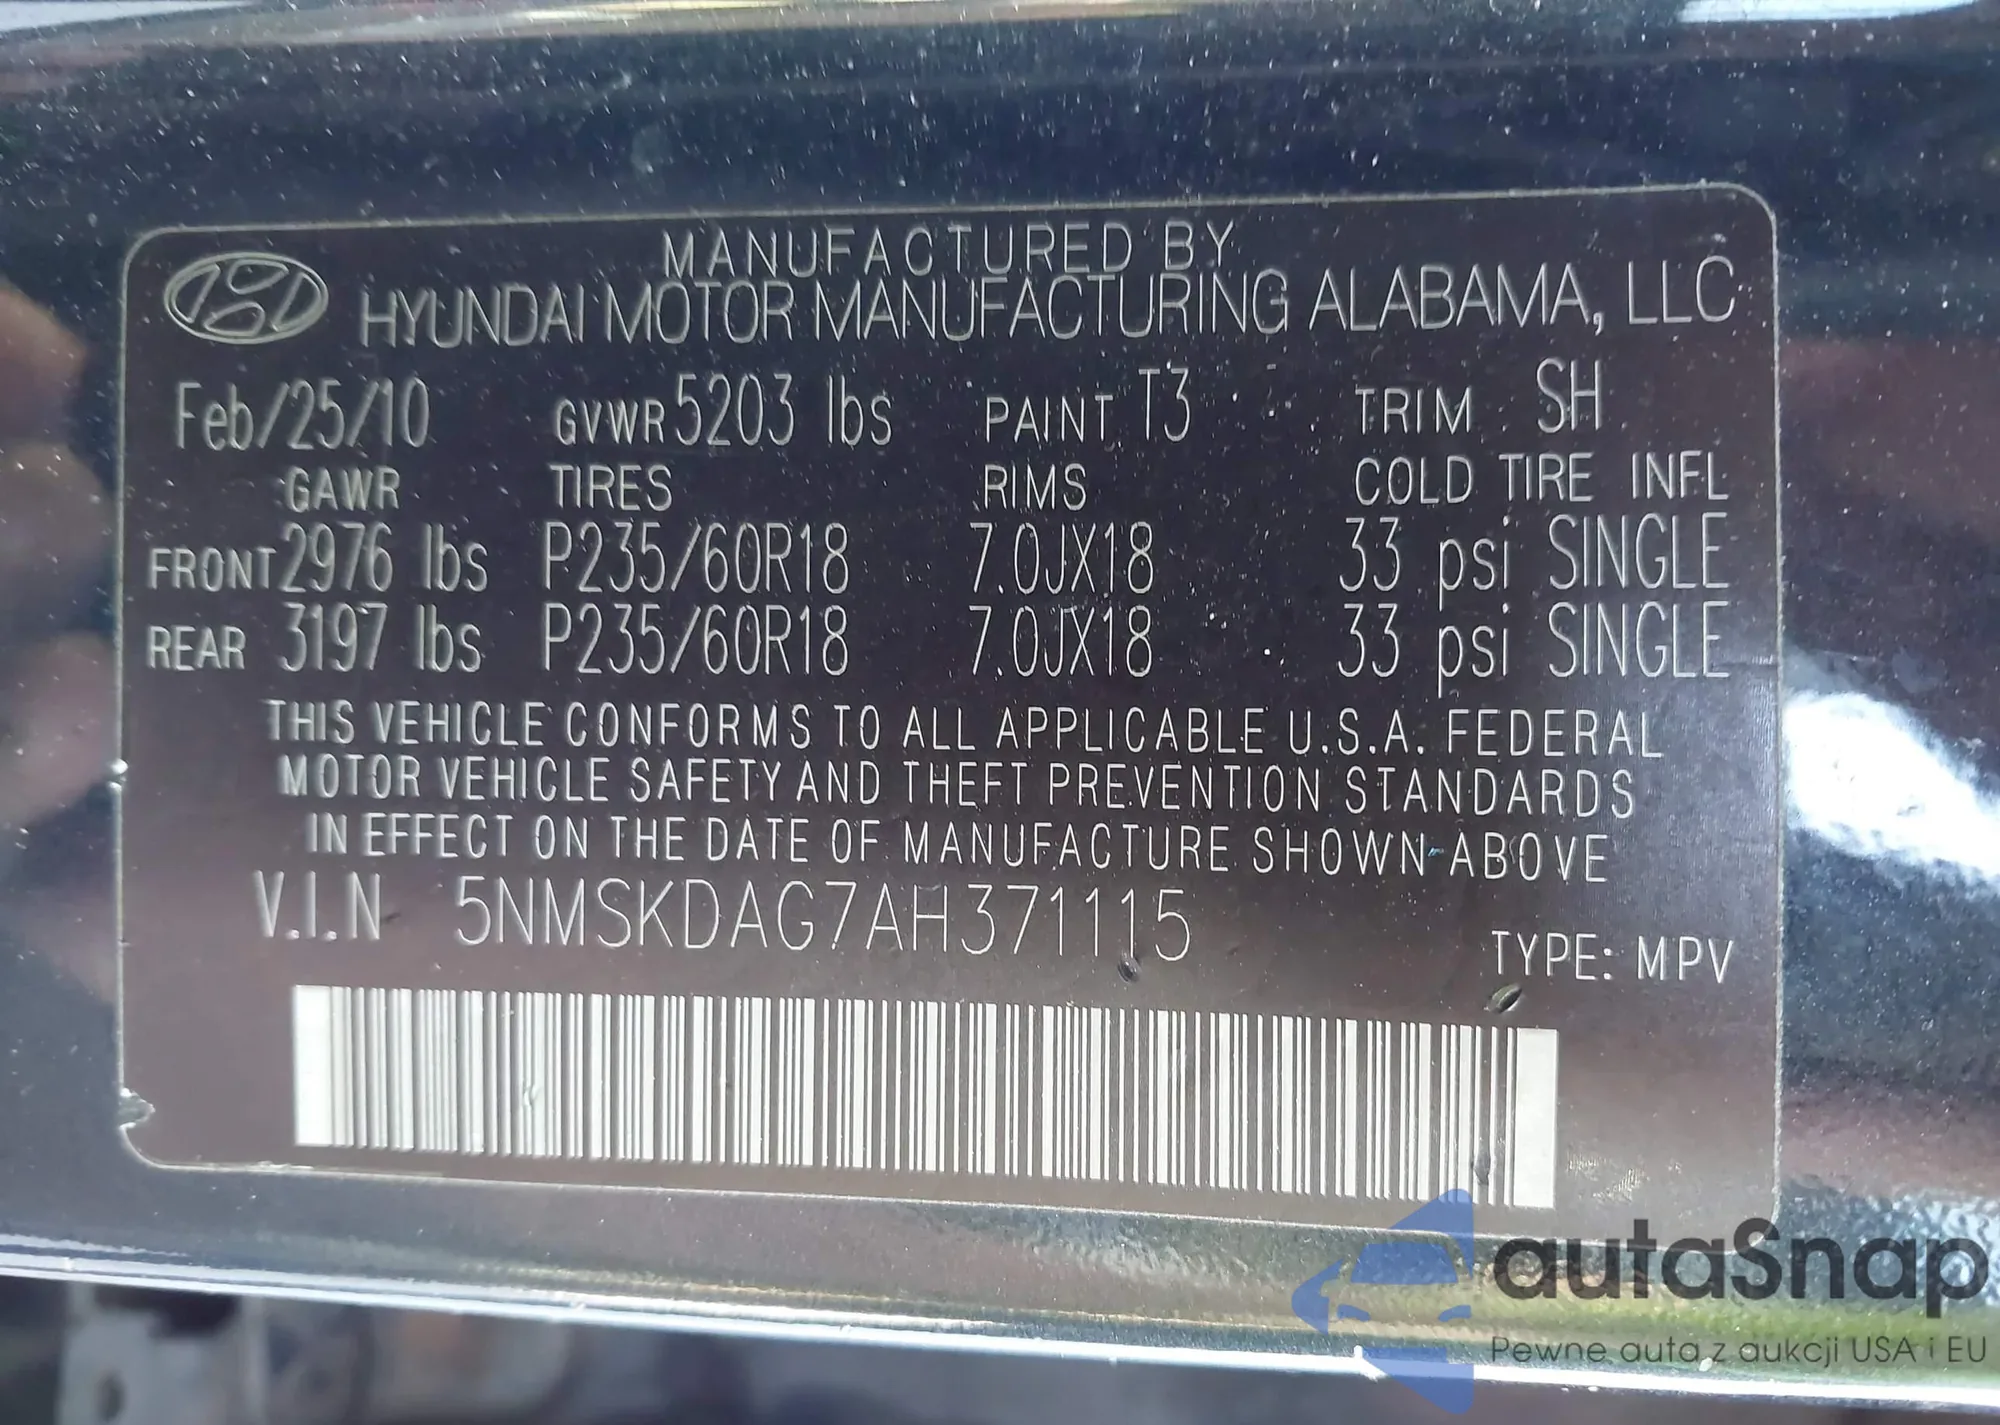 MANUFACTURED BY
HYUNDAI MOTOR MANUFACTURING ALABAMA, LLC
Feb/25/10 GVWR 5203 lbs PAINT T3 TRIM SH
GAWR TIRES RIMS COLD TIRE INFL
FRONT 2976 lbs P235/60R18 7.0JX18 33 psi SINGLE
REAR 3197 lbs P235/60R18 7.0JX18 33 psi SINGLE
THIS VEHICLE CONFORMS TO ALL APPLICABLE U.S.A. FEDERAL
MOTOR VEHICLE SAFETY AND THEFT PREVENTION STANDARDS
IN EFFECT ON THE DATE OF MANUFACTURE SHOWN ABOVE
V.I.N 5NMSKDAG7AH371115
TYPE: MPV
autoSnap
Pewne auta z aukcji USA i EU